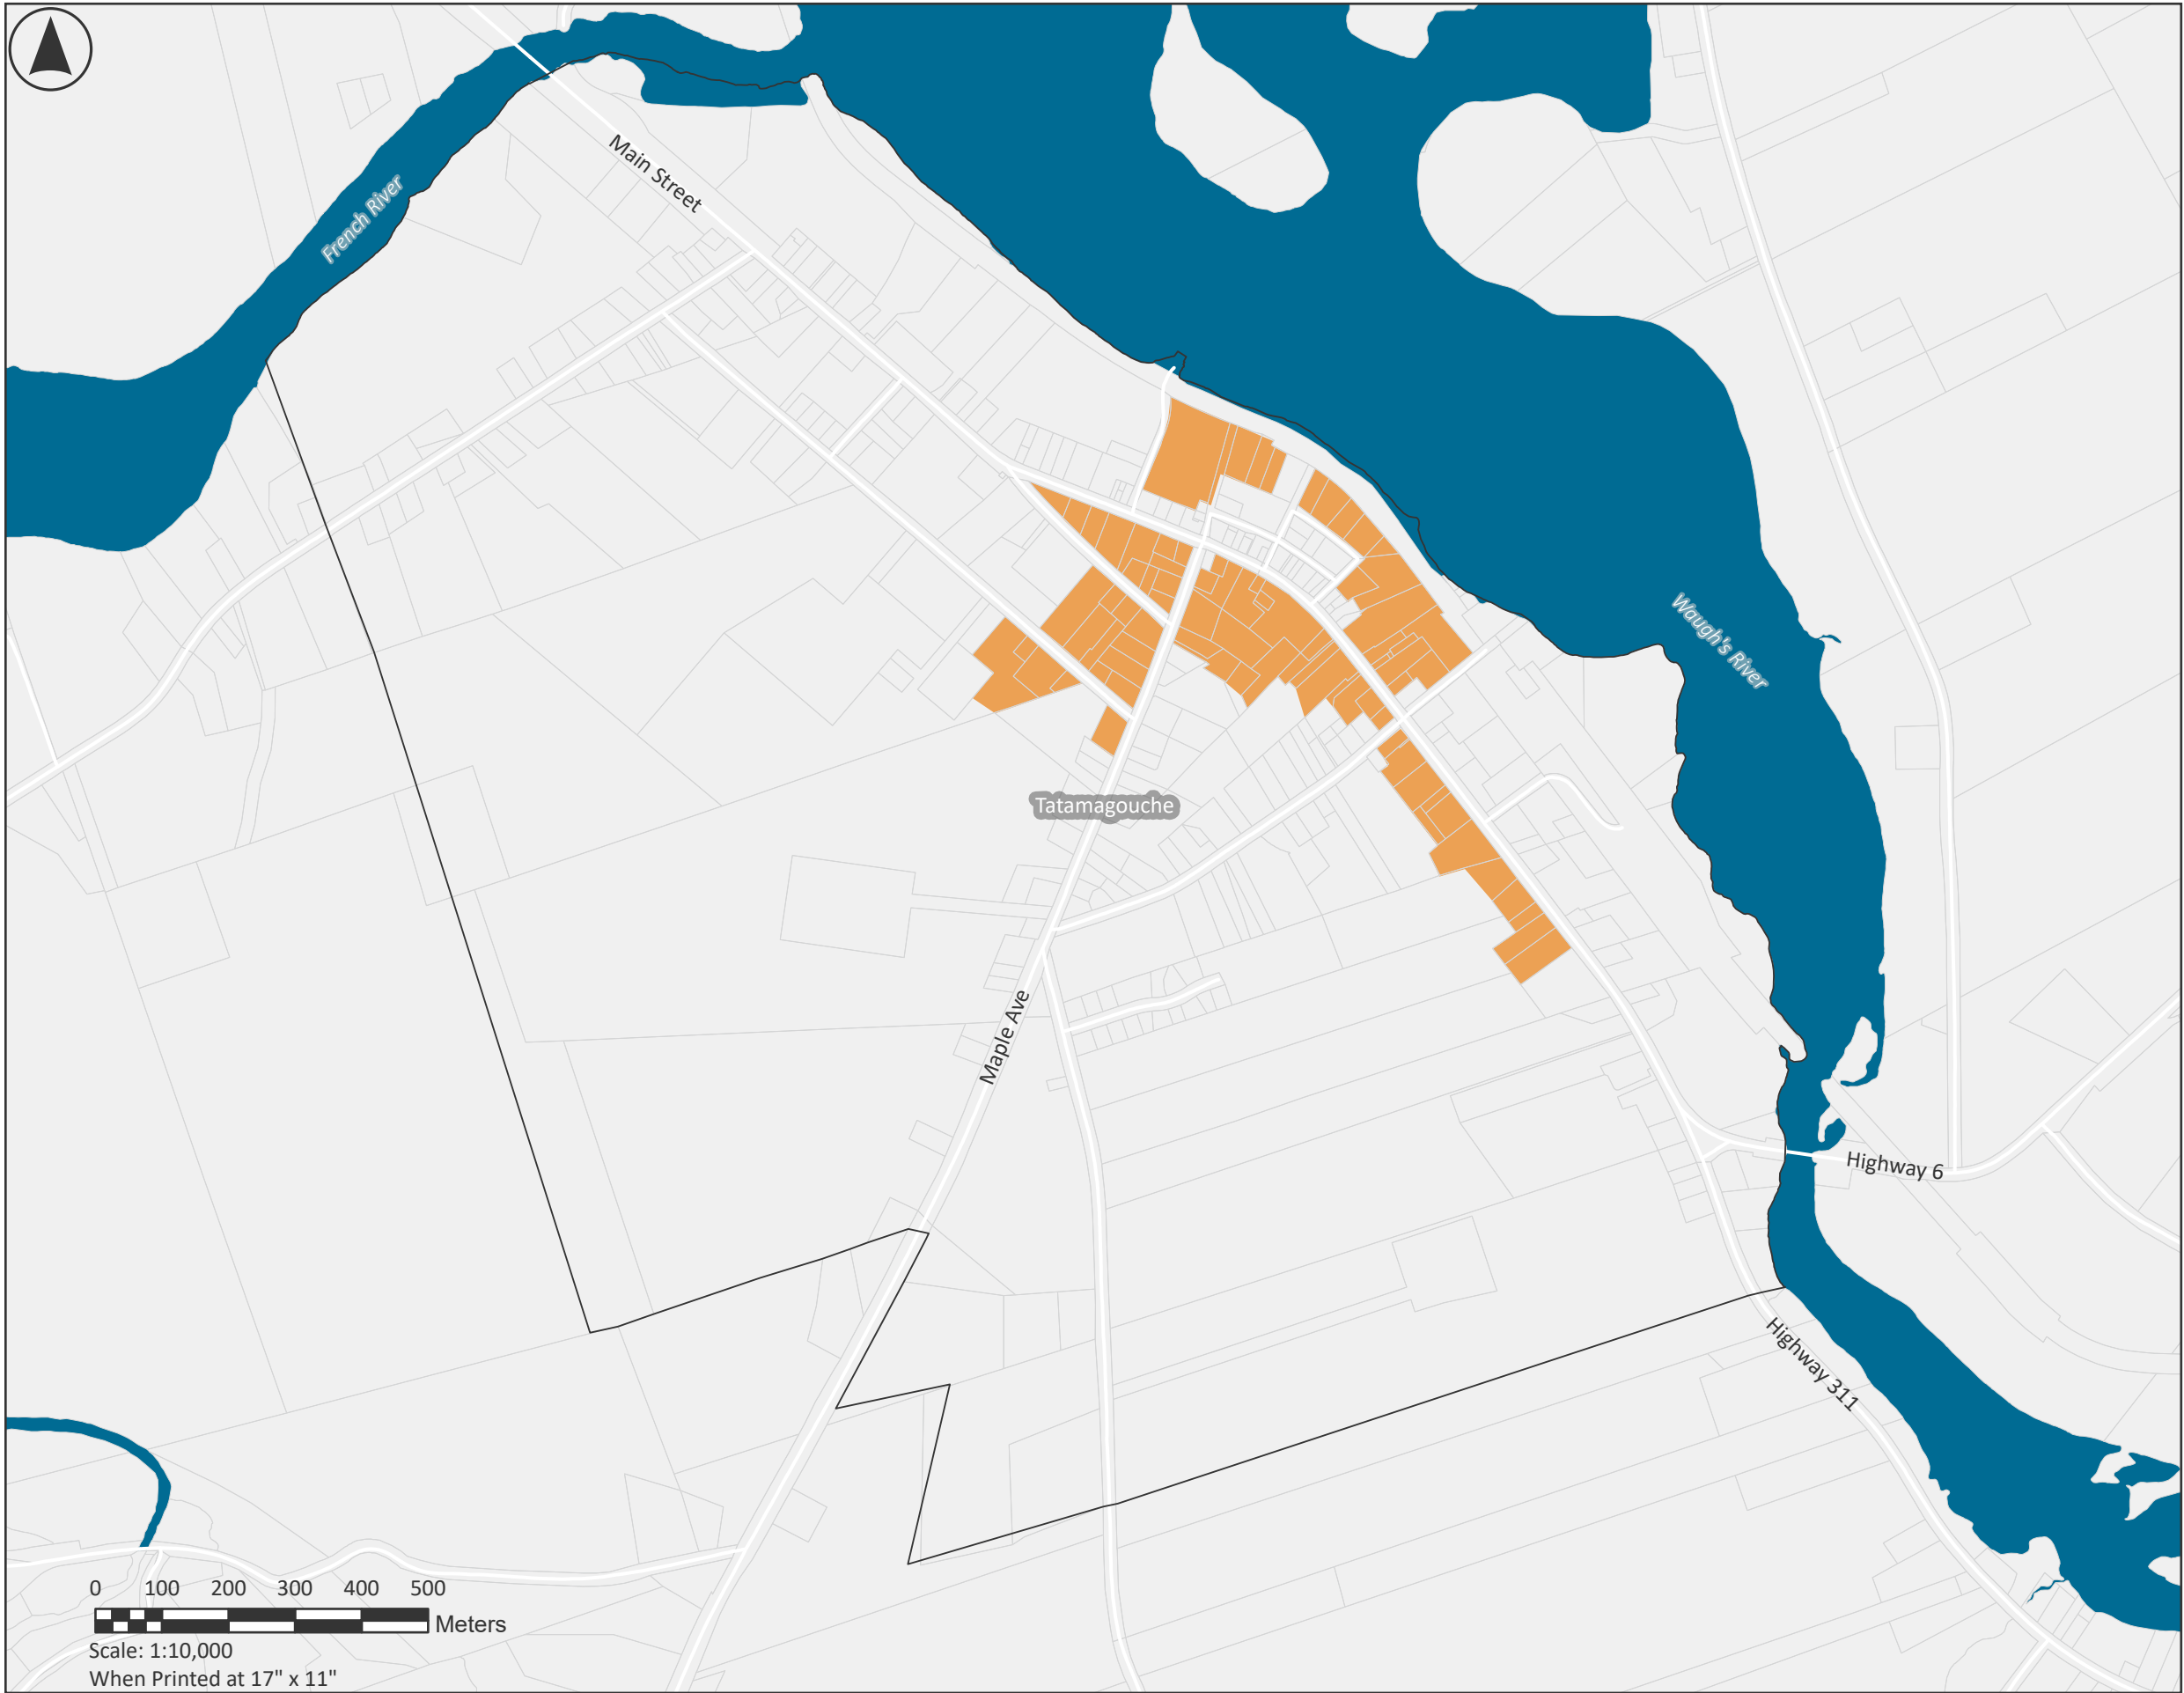 Main Street
French River
Waugh's River
Tatamagouche
Maple Ave
Highway 6
Highway 311
0 100 200 300 400 500
Meters
Scale: 1:10,000
When Printed at 17" x 11"